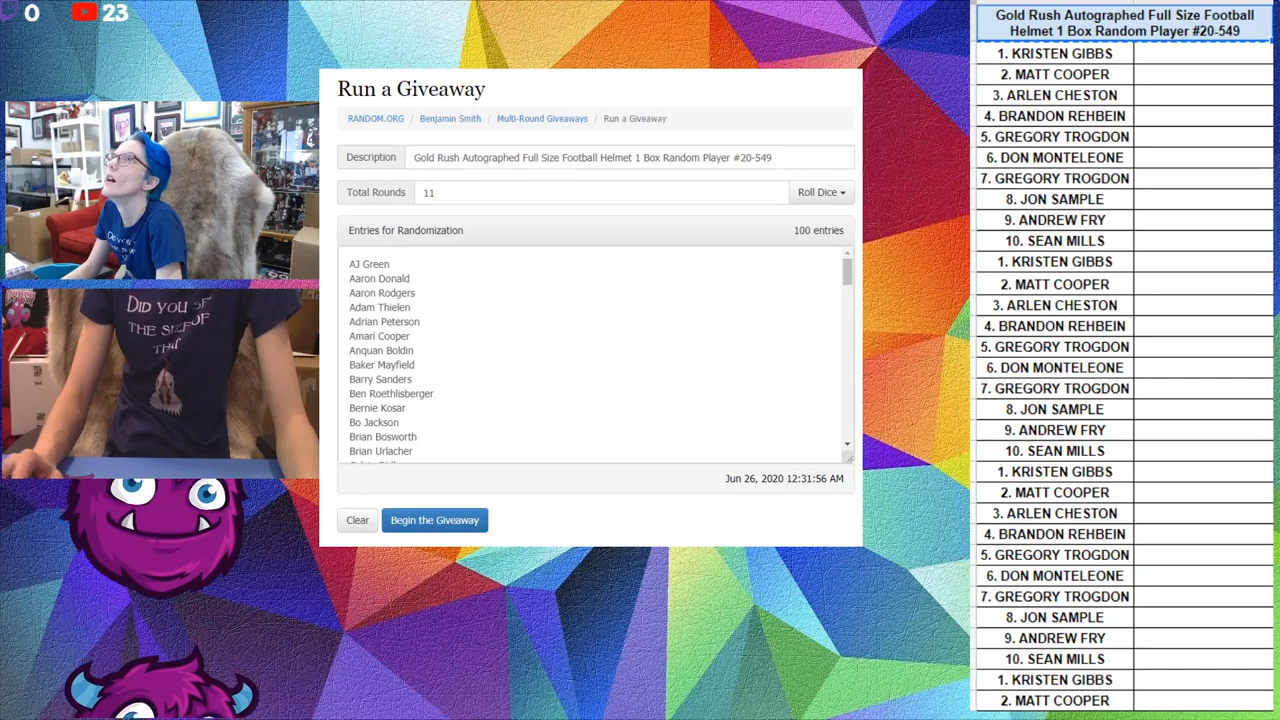 0
23
DID YOU SE
THE SIZE OF
Run a Giveaway
RANDOM.ORG / Benjamin Smith / Multi-Round Giveaways / Run a Giveaway
Description Gold Rush Autographed Full Size Football Helmet 1 Box Random Player #20-549
Total Rounds 11 Roll Dice
Entries for Randomization 100 entries
AJ Green
Aaron Donald
Aaron Rodgers
Adam Thielen
Adrian Peterson
Amari Cooper
Anquan Boldin
Baker Mayfield
Barry Sanders
Ben Roethlisberger
Bernie Kosar
Bo Jackson
Brian Bosworth
Brian Urlacher
Jun 26, 2020 12:31:56 AM
Clear Begin the Giveaway
Gold Rush Autographed Full Size Football
Helmet 1 Box Random Player #20-549
1. KRISTEN GIBBS
2. MATT COOPER
3. ARLEN CHESTON
4. BRANDON REHBEIN
5. GREGORY TROGDON
6. DON MONTELEONE
7. GREGORY TROGDON
8. JON SAMPLE
9. ANDREW FRY
10. SEAN MILLS
1. KRISTEN GIBBS
2. MATT COOPER
3. ARLEN CHESTON
4. BRANDON REHBEIN
5. GREGORY TROGDON
6. DON MONTELEONE
7. GREGORY TROGDON
8. JON SAMPLE
9. ANDREW FRY
10. SEAN MILLS
1. KRISTEN GIBBS
2. MATT COOPER
3. ARLEN CHESTON
4. BRANDON REHBEIN
5. GREGORY TROGDON
6. DON MONTELEONE
7. GREGORY TROGDON
8. JON SAMPLE
9. ANDREW FRY
10. SEAN MILLS
1. KRISTEN GIBBS
2. MATT COOPER